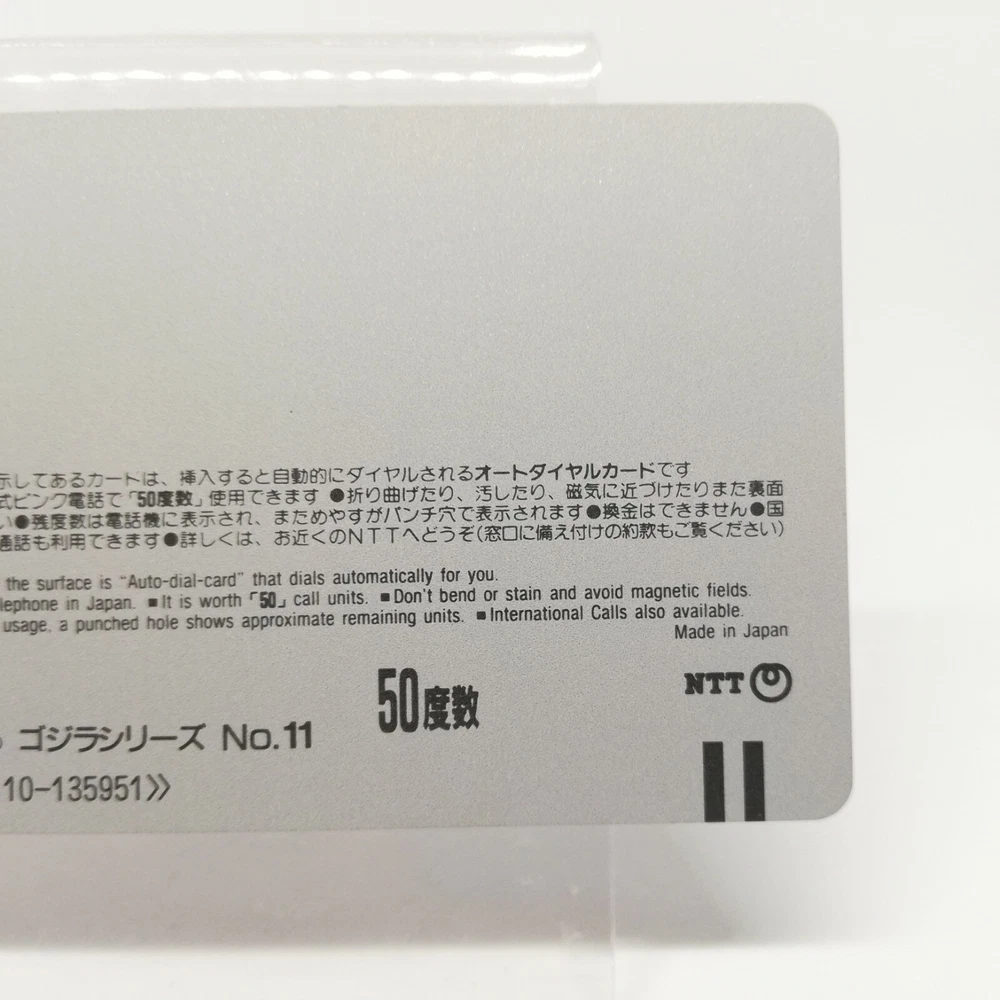 示してあるカードは、挿入すると自動的にダイヤルされるオートダイヤルカードです
式ピンク電話で「50度数」使用できます ●折り曲げたり、汚したり、磁気に近づけたりまた裏面
い●残度数は電話機に表示され、まためやすがパンチ穴で表示されます●換金はできません●国
通話も利用できます●詳しくは、お近くのNTTへどうぞ(窓口に備え付けの約款もご覧ください)
the surface is "Auto-dial-card" that dials automatically for you.
lephone in Japan. ■It is worth「50」call units. ■Don't bend or stain and avoid magnetic fields.
usage, a punched hole shows approximate remaining units. ■International Calls also available.
Made in Japan
50度数
NTT
ゴジラシリーズ No.11
10-135951》